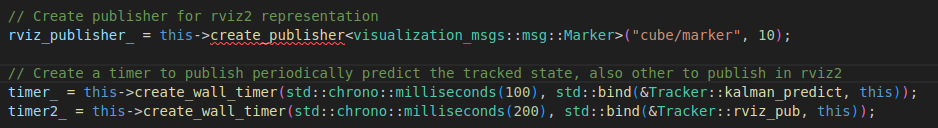 // Create publisher for rviz2 representation
rviz_publisher_ = this->create_publisher<visualization_msgs::msg::Marker>("cube/marker", 10);
// Create a timer to publish periodically predict the tracked state, also other to publish in rviz2
timer_ = this->create_wall_timer(std::chrono::milliseconds(100), std::bind(&Tracker::kalman_predict, this));
timer2_ = this->create_wall_timer(std::chrono::milliseconds(200), std::bind(&Tracker::rviz_pub, this));